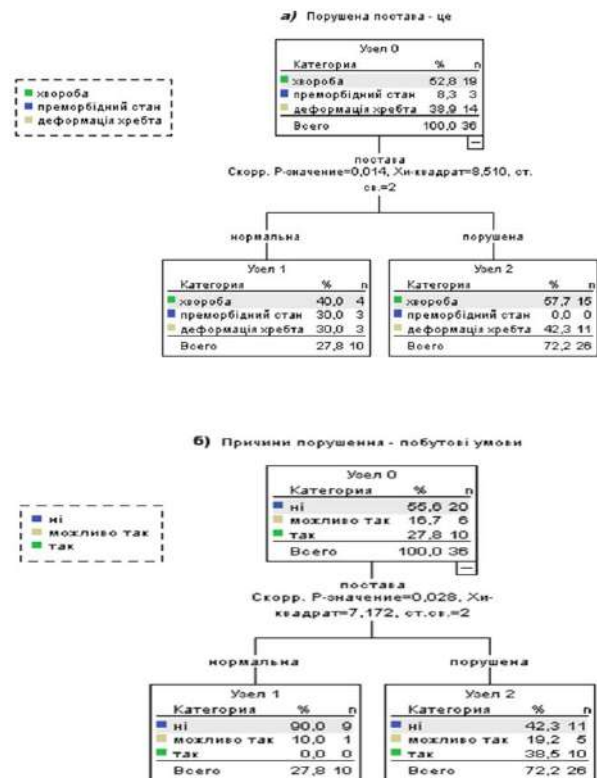 а) Порушена постава - це
хвороба
преморбідний стан
деформація хребта
Узел 0
Категория % n
хвороба 52,8 19
преморбідний стан 8,3 3
деформація хребта 38,9 14
Всего 100,0 36
постава
Скорр. Р-значение=0,014, Хи-квадрат=8,510, ст.
св.=2
нормальна
порушена
Узел 1
Категория % n
хвороба 40,0 4
преморбідний стан 30,0 3
деформація хребта 30,0 3
Всего 27,8 10
Узел 2
Категория % n
хвороба 57,7 15
преморбідний стан 0,0 0
деформація хребта 42,3 11
Всего 72,2 26
б) Причини порушення - побутові умови
ні
можливо так
так
Узел 0
Категория % n
ні 55,6 20
можливо так 16,7 6
так 27,8 10
Всего 100,0 36
постава
Скорр. Р-значение=0,028, Хи-
квадрат=7,172, ст.св.=2
нормальна
порушена
Узел 1
Категория % n
ні 90,0 9
можливо так 10,0 1
так 0,0 0
Всего 27,8 10
Узел 2
Категория % n
ні 42,3 11
можливо так 19,2 5
так 38,5 10
Всего 72,2 26